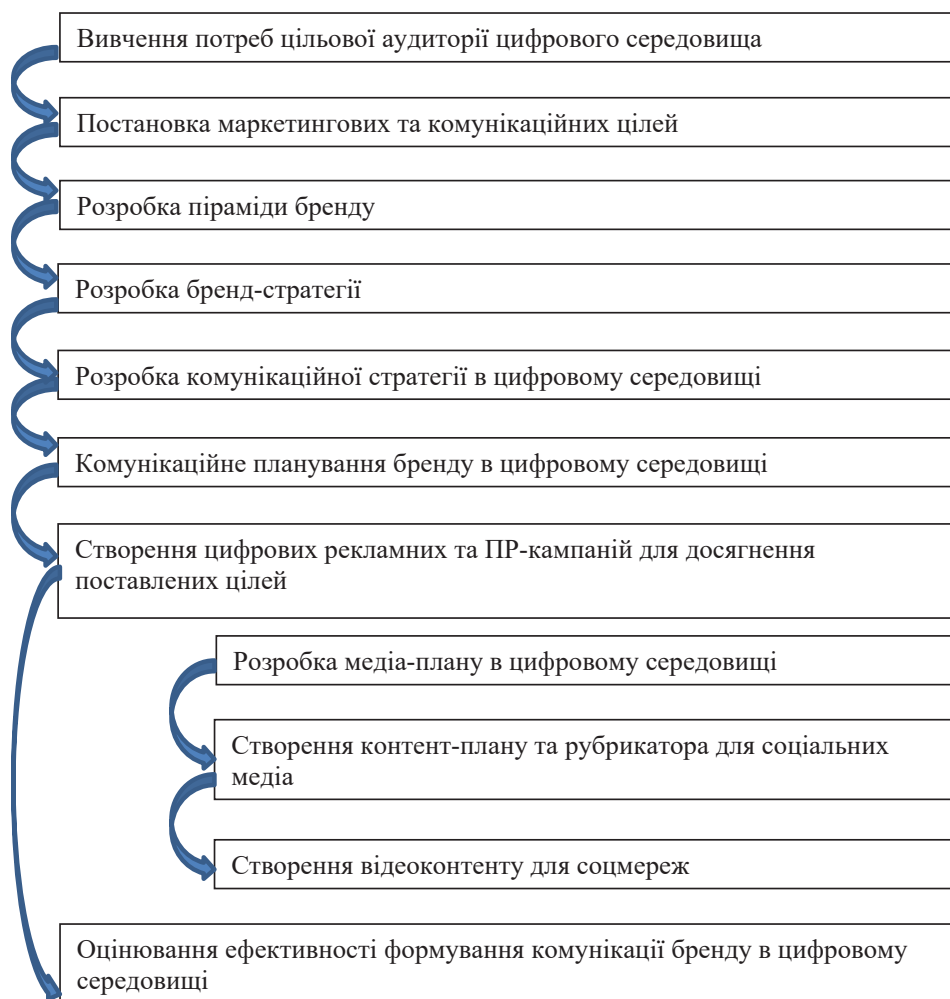 Вивчення потреб цільової аудиторії цифрового середовища
Постановка маркетингових та комунікаційних цілей
Розробка піраміди бренду
Розробка бренд-стратегії
Розробка комунікаційної стратегії в цифровому середовищі
Комунікаційне планування бренду в цифровому середовищі
Створення цифрових рекламних та ПР-кампаній для досягнення
поставлених цілей
Розробка медіа-плану в цифровому середовищі
Створення контент-плану та рубрикатора для соціальних
медіа
Створення відеоконтенту для соцмереж
Оцінювання ефективності формування комунікації бренду в цифровому
середовищі